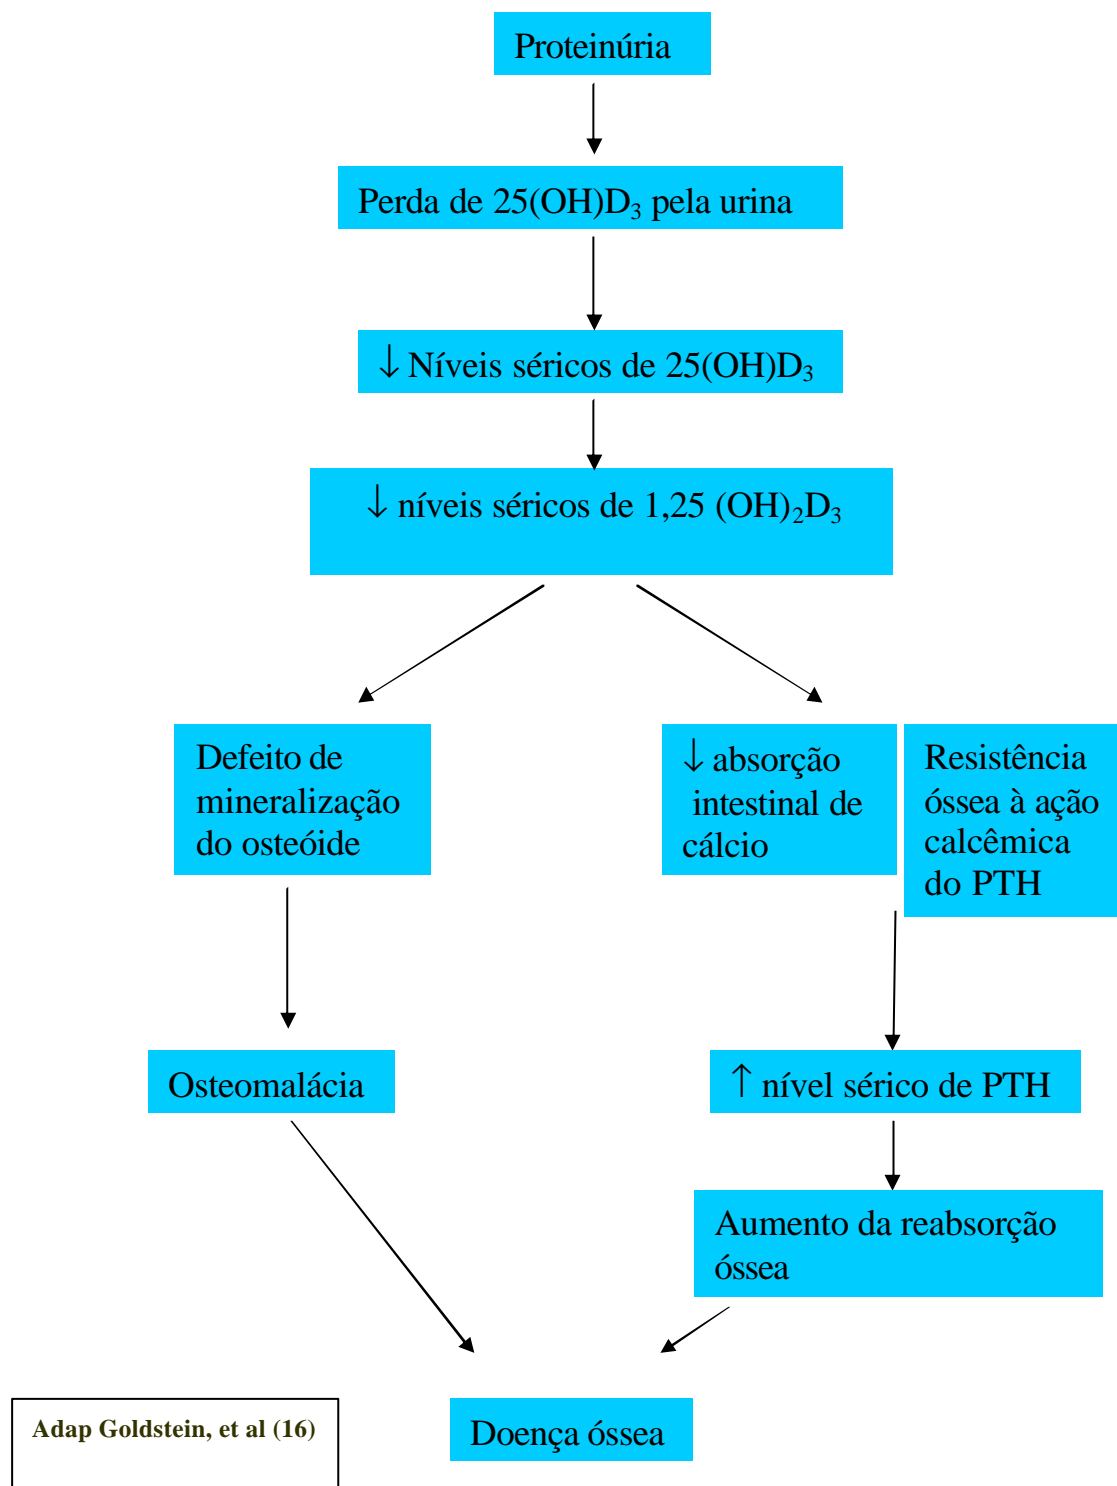 Proteinúria
Perda de 25(OH)D₃ pela urina
↓ Níveis séricos de 25(OH)D₃
↓ níveis séricos de 1,25 (OH)₂D₃
Defeito de
mineralização
do osteóide
↓ absorção
intestinal de
cálcio
Resistência
óssea à ação
calcêmica
do PTH
Osteomalácia
↑ nível sérico de PTH
Aumento da reabsorção
óssea
Adap Goldstein, et al (16)
Doença óssea